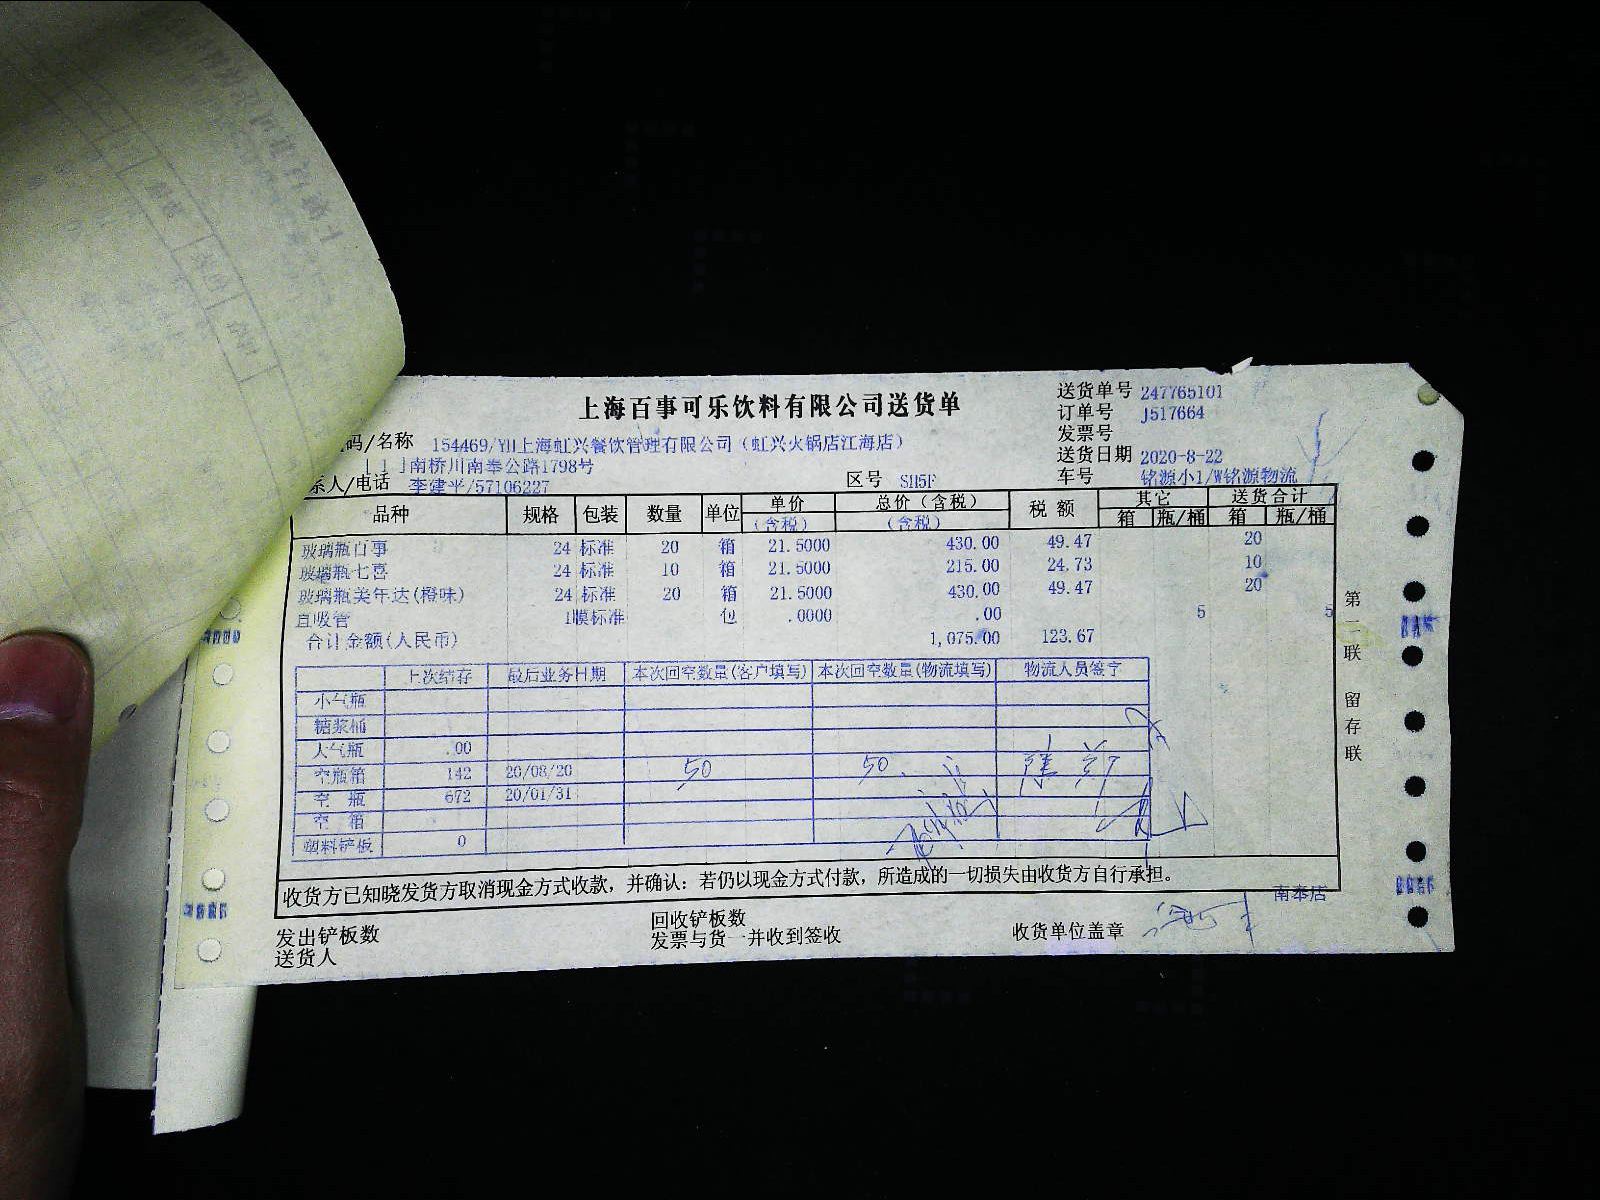 上海百事可乐饮料有限公司送货单
送货单号 247765101
订单号 J517664
发票号
送货日期 2020-8-22
车号 铭源小1/W铭源物流
码/名称 154469/YH上海虹兴餐饮管理有限公司（虹兴火锅店江海店）
南桥川南奉公路1798号
系人/电话 李建平/57106227
区号 SH5F
品种 规格 包装 数量 单位 单价（含税） 总价（含税）（含税） 税额 其它 箱 瓶/桶 送货合计 箱 瓶/桶
玻璃瓶百事 24 标准 20 箱 21.5000 430.00 49.47 20
玻璃瓶七喜 24 标准 10 箱 21.5000 215.00 24.73 10
玻璃瓶美年达(橙味) 24 标准 20 箱 21.5000 430.00 49.47 20
直吸管 1膜标准 包 .0000 .00 5 5
合计金额(人民币) 1,075.00 123.67
上次结存 最后业务日期 本次回空数量(客户填写) 本次回空数量(物流填写) 物流人员签字
小气瓶
糖浆桶
大气瓶 .00
空瓶箱 142 20/08/20 50 50
空 瓶 672 20/01/31
空 箱
塑料铲板 0
收货方已知晓发货方取消现金方式收款，并确认：若仍以现金方式付款，所造成的一切损失由收货方自行承担。
南奉店
发出铲板数 回收铲板数
送货人 发票与货一并收到签收 收货单位盖章
第二联 留存联